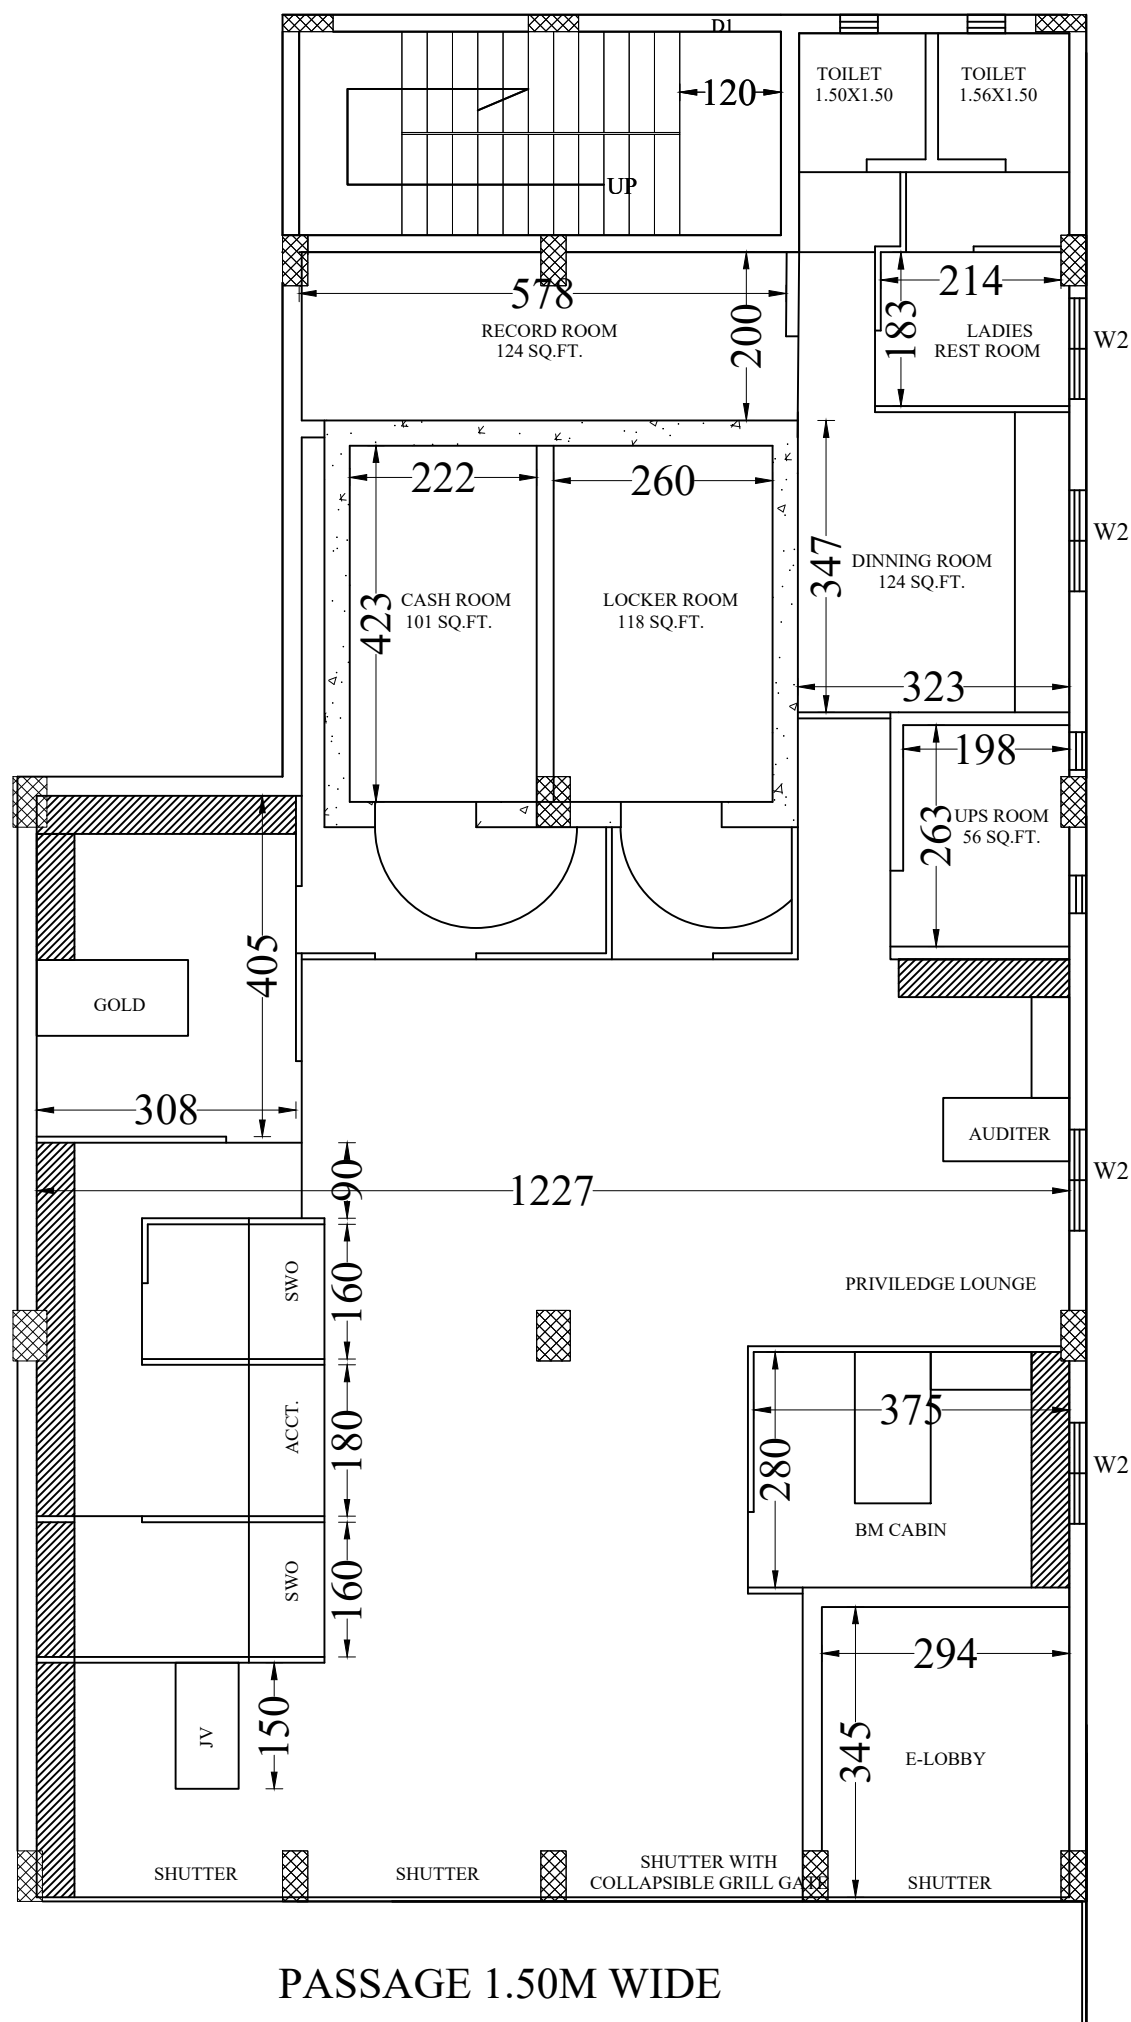 D1
TOILET
1.50X1.50
TOILET
1.56X1.50
120
UP
578
200
RECORD ROOM
124 SQ.FT.
214
183
LADIES
REST ROOM
W2
222
260
423
CASH ROOM
101 SQ.FT.
LOCKER ROOM
118 SQ.FT.
347
DINNING ROOM
124 SQ.FT.
W2
323
198
263
UPS ROOM
56 SQ.FT.
405
GOLD
308
AUDITER
90
1227
W2
160
SWO
PRIVILEDGE LOUNGE
375
180
ACCT.
280
W2
BM CABIN
160
SWO
294
150
JV
345
E-LOBBY
SHUTTER
SHUTTER
SHUTTER WITH
COLLAPSIBLE GRILL GATE
SHUTTER
PASSAGE 1.50M WIDE